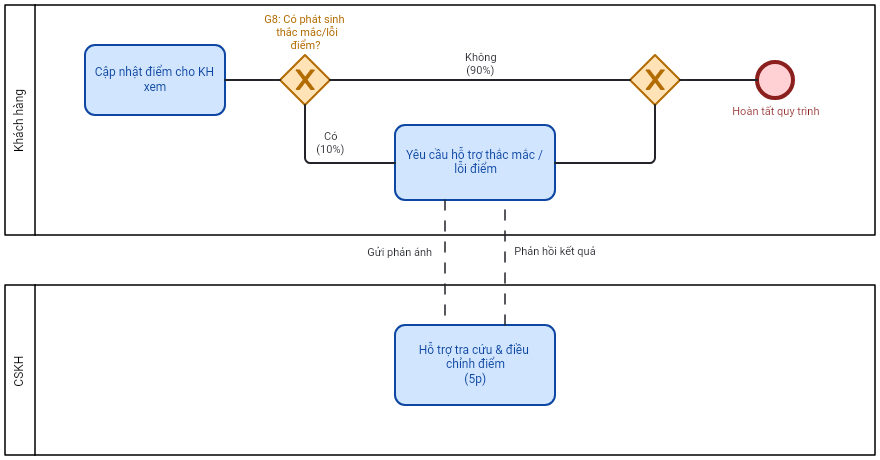 Khách hàng
G8: Có phát sinh
thắc mắc/lỗi
điểm?
Cập nhật điểm cho KH
xem
Không
(90%)
Hoàn tất quy trình
Có
(10%)
Yêu cầu hỗ trợ thắc mắc /
lỗi điểm
Gửi phản ánh
Phản hồi kết quả
CSKH
Hỗ trợ tra cứu & điều
chỉnh điểm
(5p)